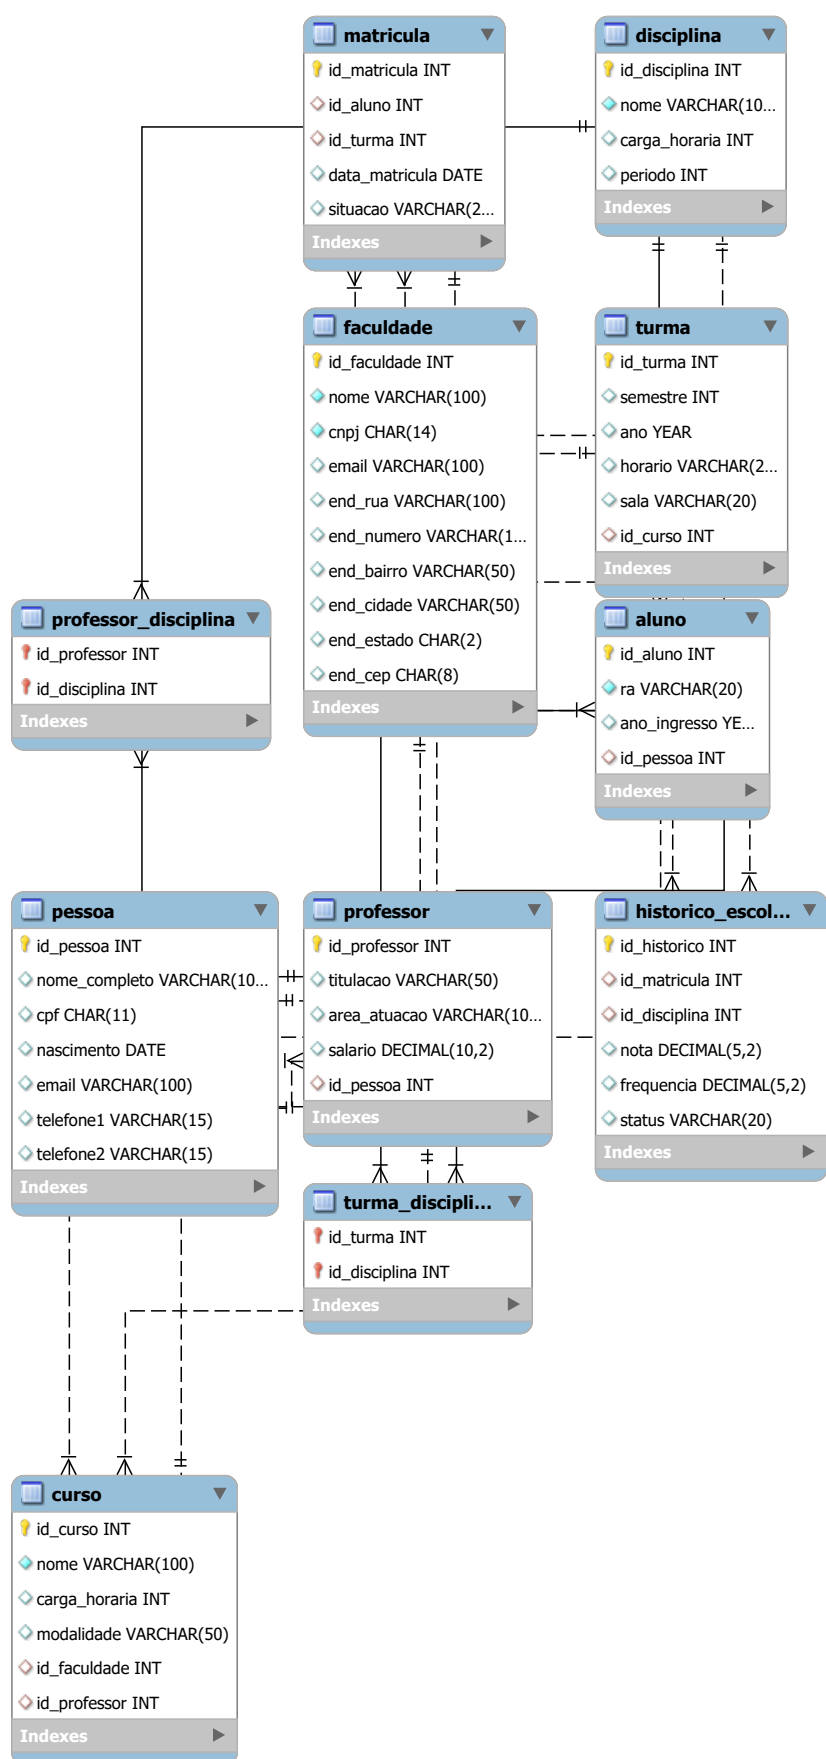 matricula
id_matricula INT
id_aluno INT
id_turma INT
data_matricula DATE
situacao VARCHAR(2...
Indexes
disciplina
id_disciplina INT
nome VARCHAR(10...
carga_horaria INT
periodo INT
Indexes
faculdade
id_faculdade INT
nome VARCHAR(100)
cnpj CHAR(14)
email VARCHAR(100)
end_rua VARCHAR(100)
end_numero VARCHAR(1...
end_bairro VARCHAR(50)
end_cidade VARCHAR(50)
end_estado CHAR(2)
end_cep CHAR(8)
Indexes
turma
id_turma INT
semestre INT
ano YEAR
horario VARCHAR(2...
sala VARCHAR(20)
id_curso INT
Indexes
professor_disciplina
id_professor INT
id_disciplina INT
Indexes
aluno
id_aluno INT
ra VARCHAR(20)
ano_ingresso YE...
id_pessoa INT
Indexes
pessoa
id_pessoa INT
nome_completo VARCHAR(10...
cpf CHAR(11)
nascimento DATE
email VARCHAR(100)
telefone1 VARCHAR(15)
telefone2 VARCHAR(15)
Indexes
professor
id_professor INT
titulacao VARCHAR(50)
area_atuacao VARCHAR(10...
salario DECIMAL(10,2)
id_pessoa INT
Indexes
historico_escol...
id_historico INT
id_matricula INT
id_disciplina INT
nota DECIMAL(5,2)
frequencia DECIMAL(5,2)
status VARCHAR(20)
Indexes
turma_discipli...
id_turma INT
id_disciplina INT
Indexes
curso
id_curso INT
nome VARCHAR(100)
carga_horaria INT
modalidade VARCHAR(50)
id_faculdade INT
id_professor INT
Indexes